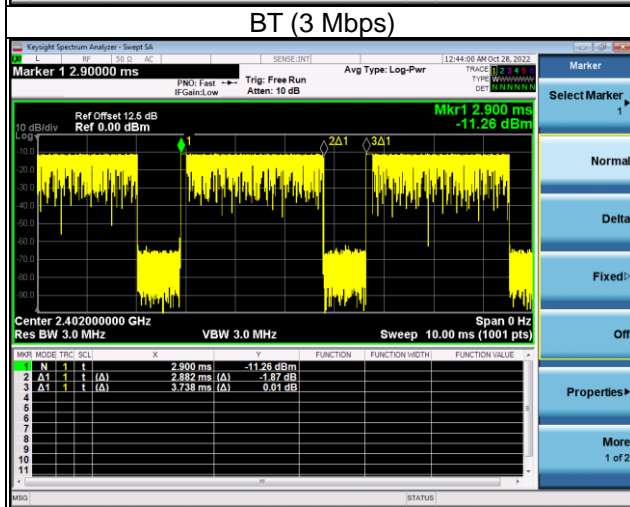 BT (3 Mbps)
Keysight Spectrum Analyzer - Swept SA
L RF 50 Ω AC SENSE:INT 12:44:00 AM Oct 28, 2022
Marker 1 2.90000 ms
PNO: Fast Trig: Free Run Avg Type: Log-Pwr TRACE 1 2 3 4 5 6
IFGain:Low Atten: 10 dB TYPE
DET N N N N N N
Mkr1 2.900 ms
-11.26 dBm
Ref Offset 12.5 dB
10 dB/div Ref 0.00 dBm
Log
1 2Δ1 3Δ1
-10.0
-20.0
-30.0
-40.0
-50.0
-60.0
-70.0
-80.0
-90.0
Center 2.402000000 GHz Span 0 Hz
Res BW 3.0 MHz VBW 3.0 MHz Sweep 10.00 ms (1001 pts)
MKR MODE TRC SCL X Y FUNCTION FUNCTION WIDTH FUNCTION VALUE
1 N 1 t 2.900 ms -11.26 dBm
2 Δ1 1 t (Δ) 2.882 ms (Δ) -1.87 dB
3 Δ1 1 t (Δ) 3.738 ms (Δ) 0.01 dB
4
5
6
7
8
9
10
11
MSG STATUS
Marker
Select Marker
1
Normal
Delta
Fixed
Off
Properties
More
1 of 2